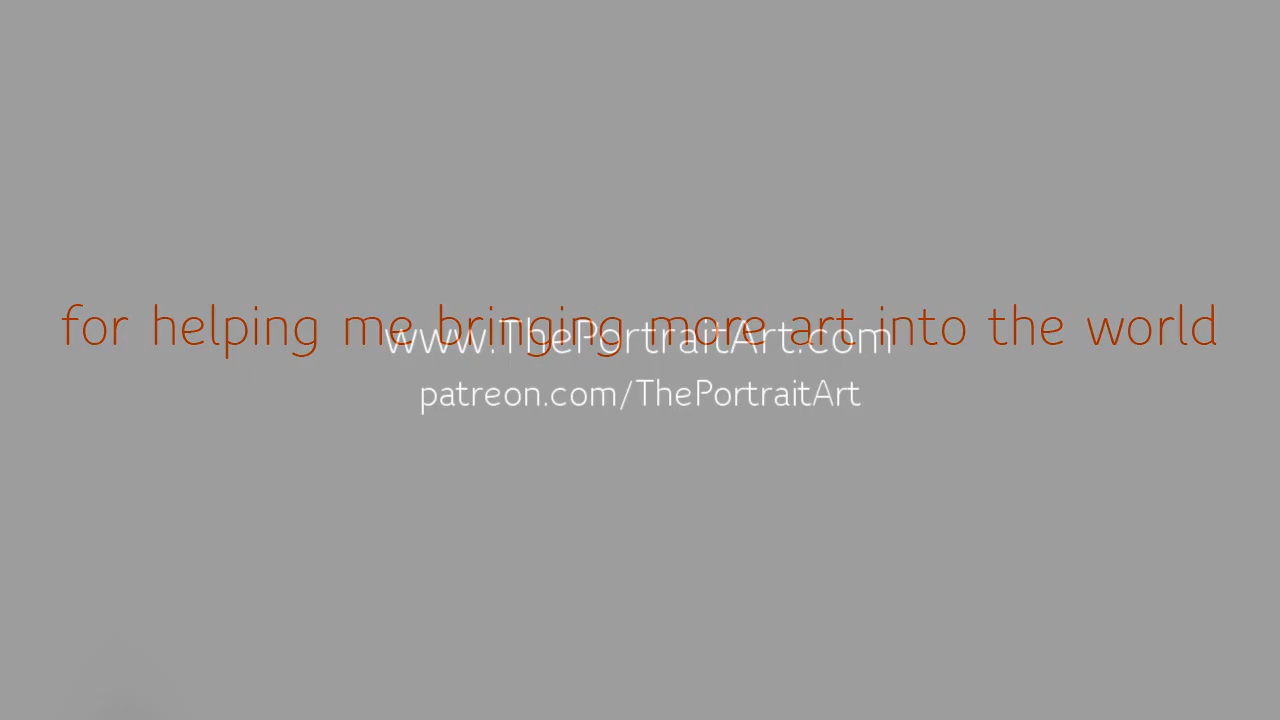 for helping me bringing more art into the world
www.ThePortraitArt.com
patreon.com/ThePortraitArt